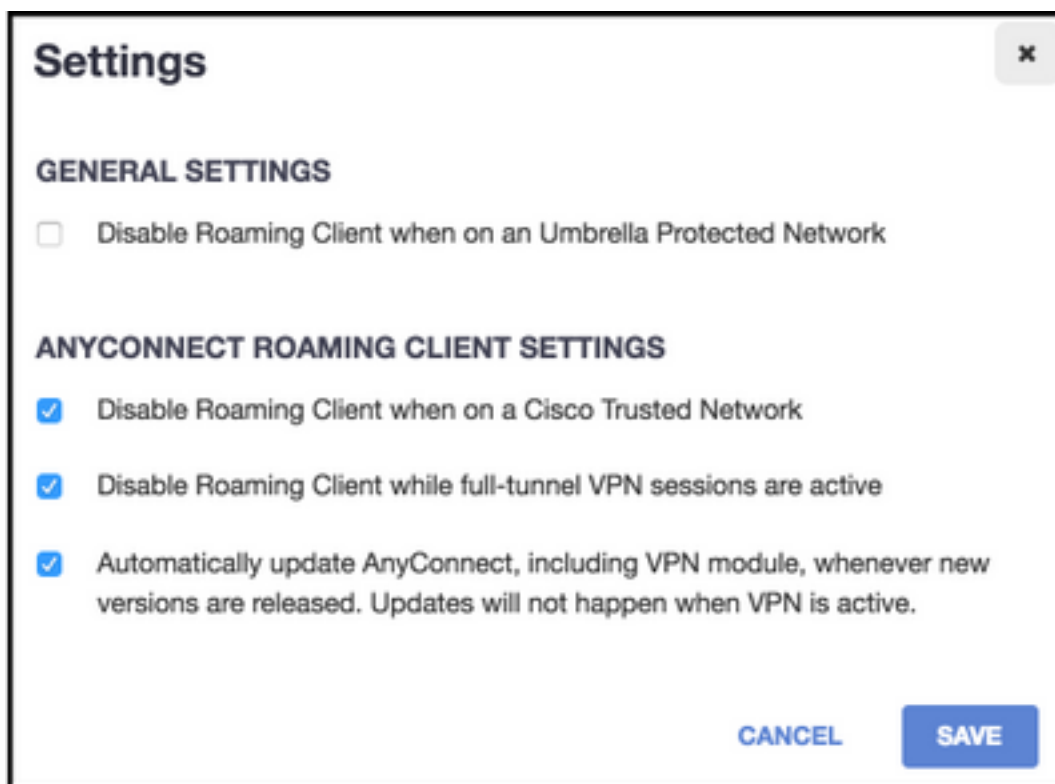 Settings
GENERAL SETTINGS
Disable Roaming Client when on an Umbrella Protected Network
ANYCONNECT ROAMING CLIENT SETTINGS
Disable Roaming Client when on a Cisco Trusted Network
Disable Roaming Client while full-tunnel VPN sessions are active
Automatically update AnyConnect, including VPN module, whenever new
versions are released. Updates will not happen when VPN is active.
CANCEL SAVE